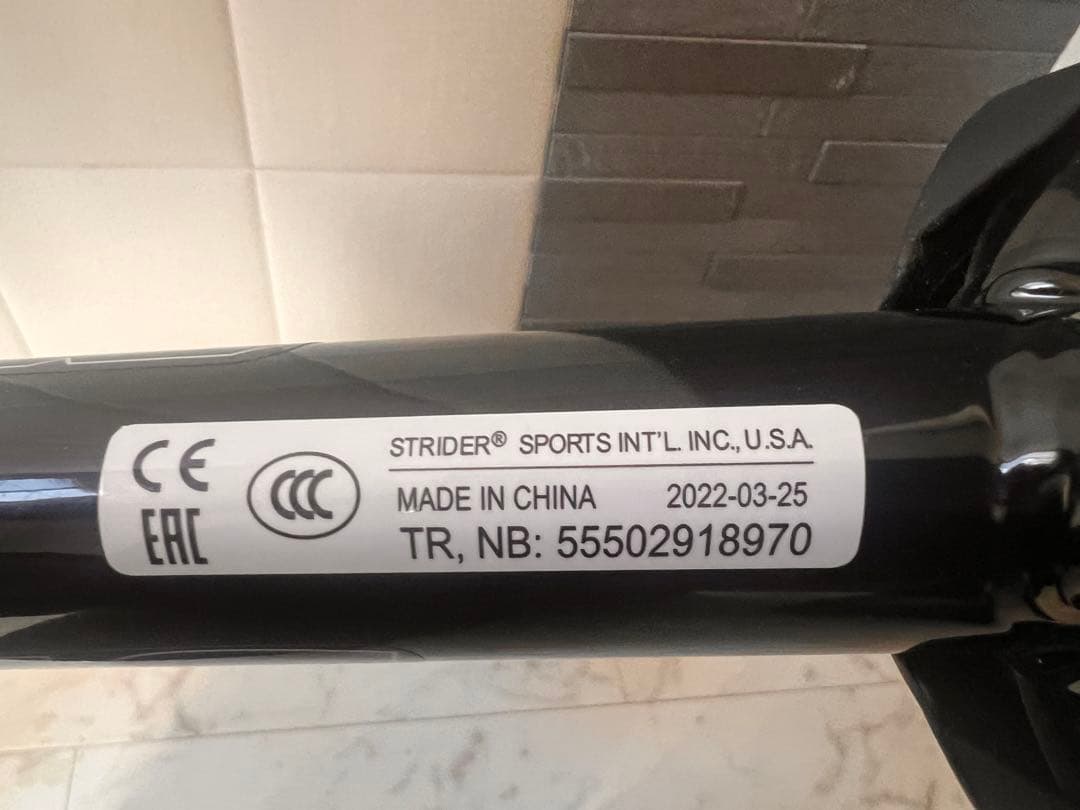 CE
EAC
CCC
STRIDER® SPORTS INT'L. INC., U.S.A.
MADE IN CHINA 2022-03-25
TR, NB: 55502918970